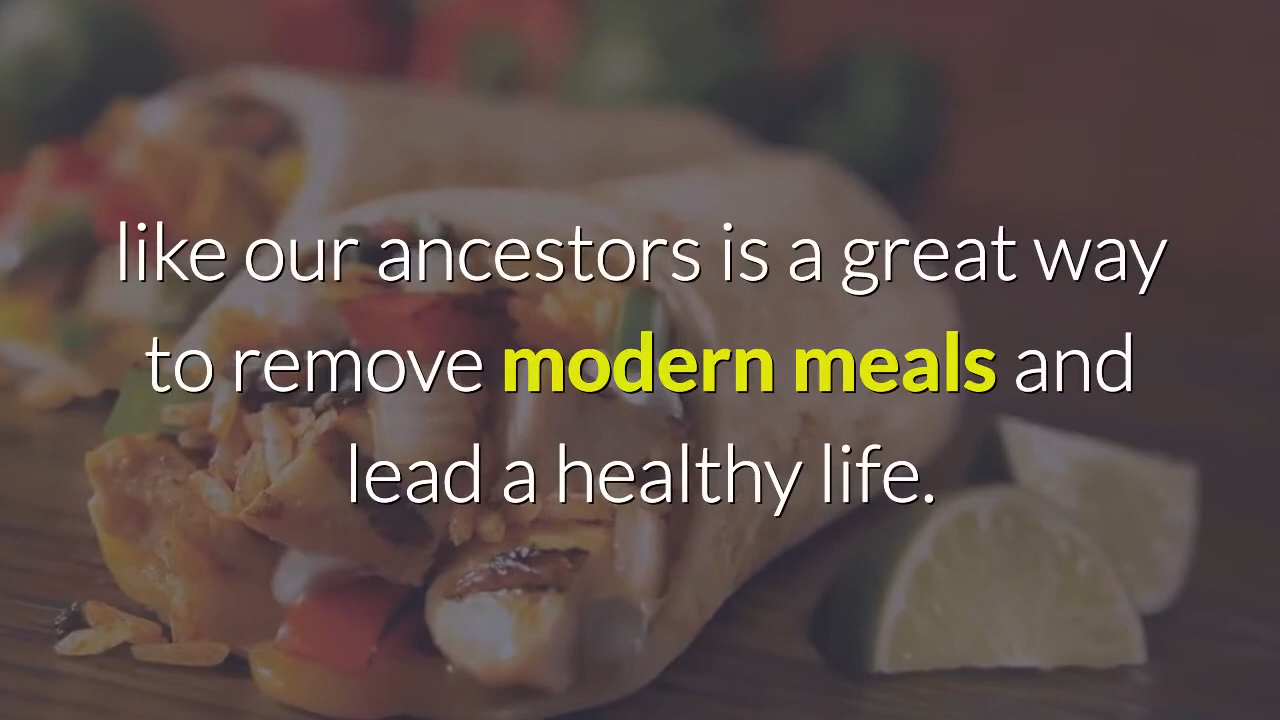 like our ancestors is a great way
to remove modern meals and
lead a healthy life.